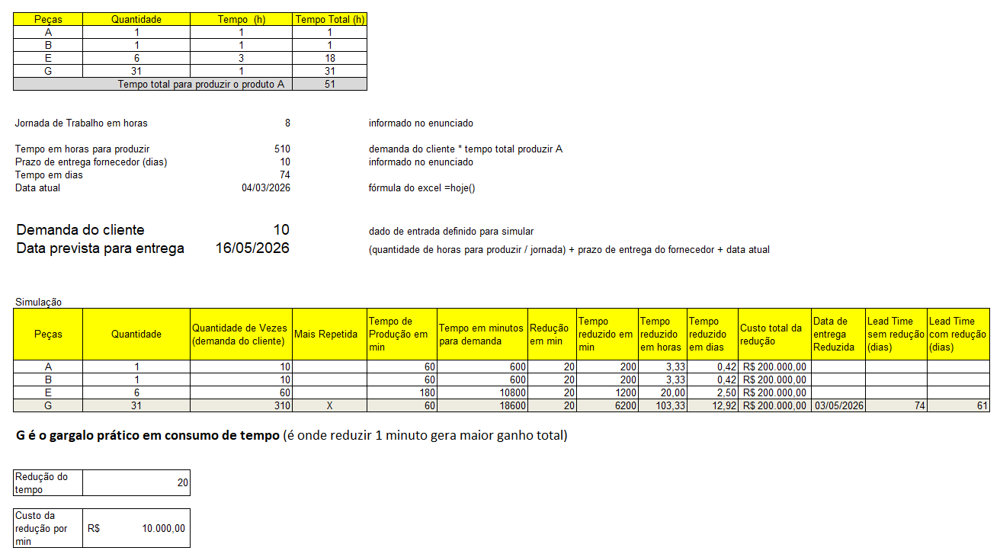 Peças Quantidade Tempo (h) Tempo Total (h)
A 1 1 1
B 1 1 1
E 6 3 18
G 31 1 31
Tempo total para produzir o produto A 51
Jornada de Trabalho em horas 8 informado no enunciado
Tempo em horas para produzir 510 demanda do cliente * tempo total produzir A
Prazo de entrega fornecedor (dias) 10 informado no enunciado
Tempo em dias 74
Data atual 04/03/2026 fórmula do excel =hoje()
Demanda do cliente 10 dado de entrada definido para simular
Data prevista para entrega 16/05/2026 (quantidade de horas para produzir / jornada) + prazo de entrega do fornecedor + data atual
Simulação
Peças Quantidade Quantidade de Vezes (demanda do cliente) Mais Repetida Tempo de Produção em min Tempo em minutos para demanda Redução em min Tempo reduzido em min Tempo reduzido em horas Tempo reduzido em dias Custo total da redução Data de entrega Reduzida Lead Time sem redução (dias) Lead Time com redução (dias)
A 1 10 60 600 20 200 3,33 0,42 R$ 200.000,00
B 1 10 60 600 20 200 3,33 0,42 R$ 200.000,00
E 6 60 180 10800 20 1200 20,00 2,50 R$ 200.000,00
G 31 310 X 60 18600 20 6200 103,33 12,92 R$ 200.000,00 03/05/2026 74 61
G é o gargalo prático em consumo de tempo (é onde reduzir 1 minuto gera maior ganho total)
Redução do tempo 20
Custo da redução por min R$ 10.000,00